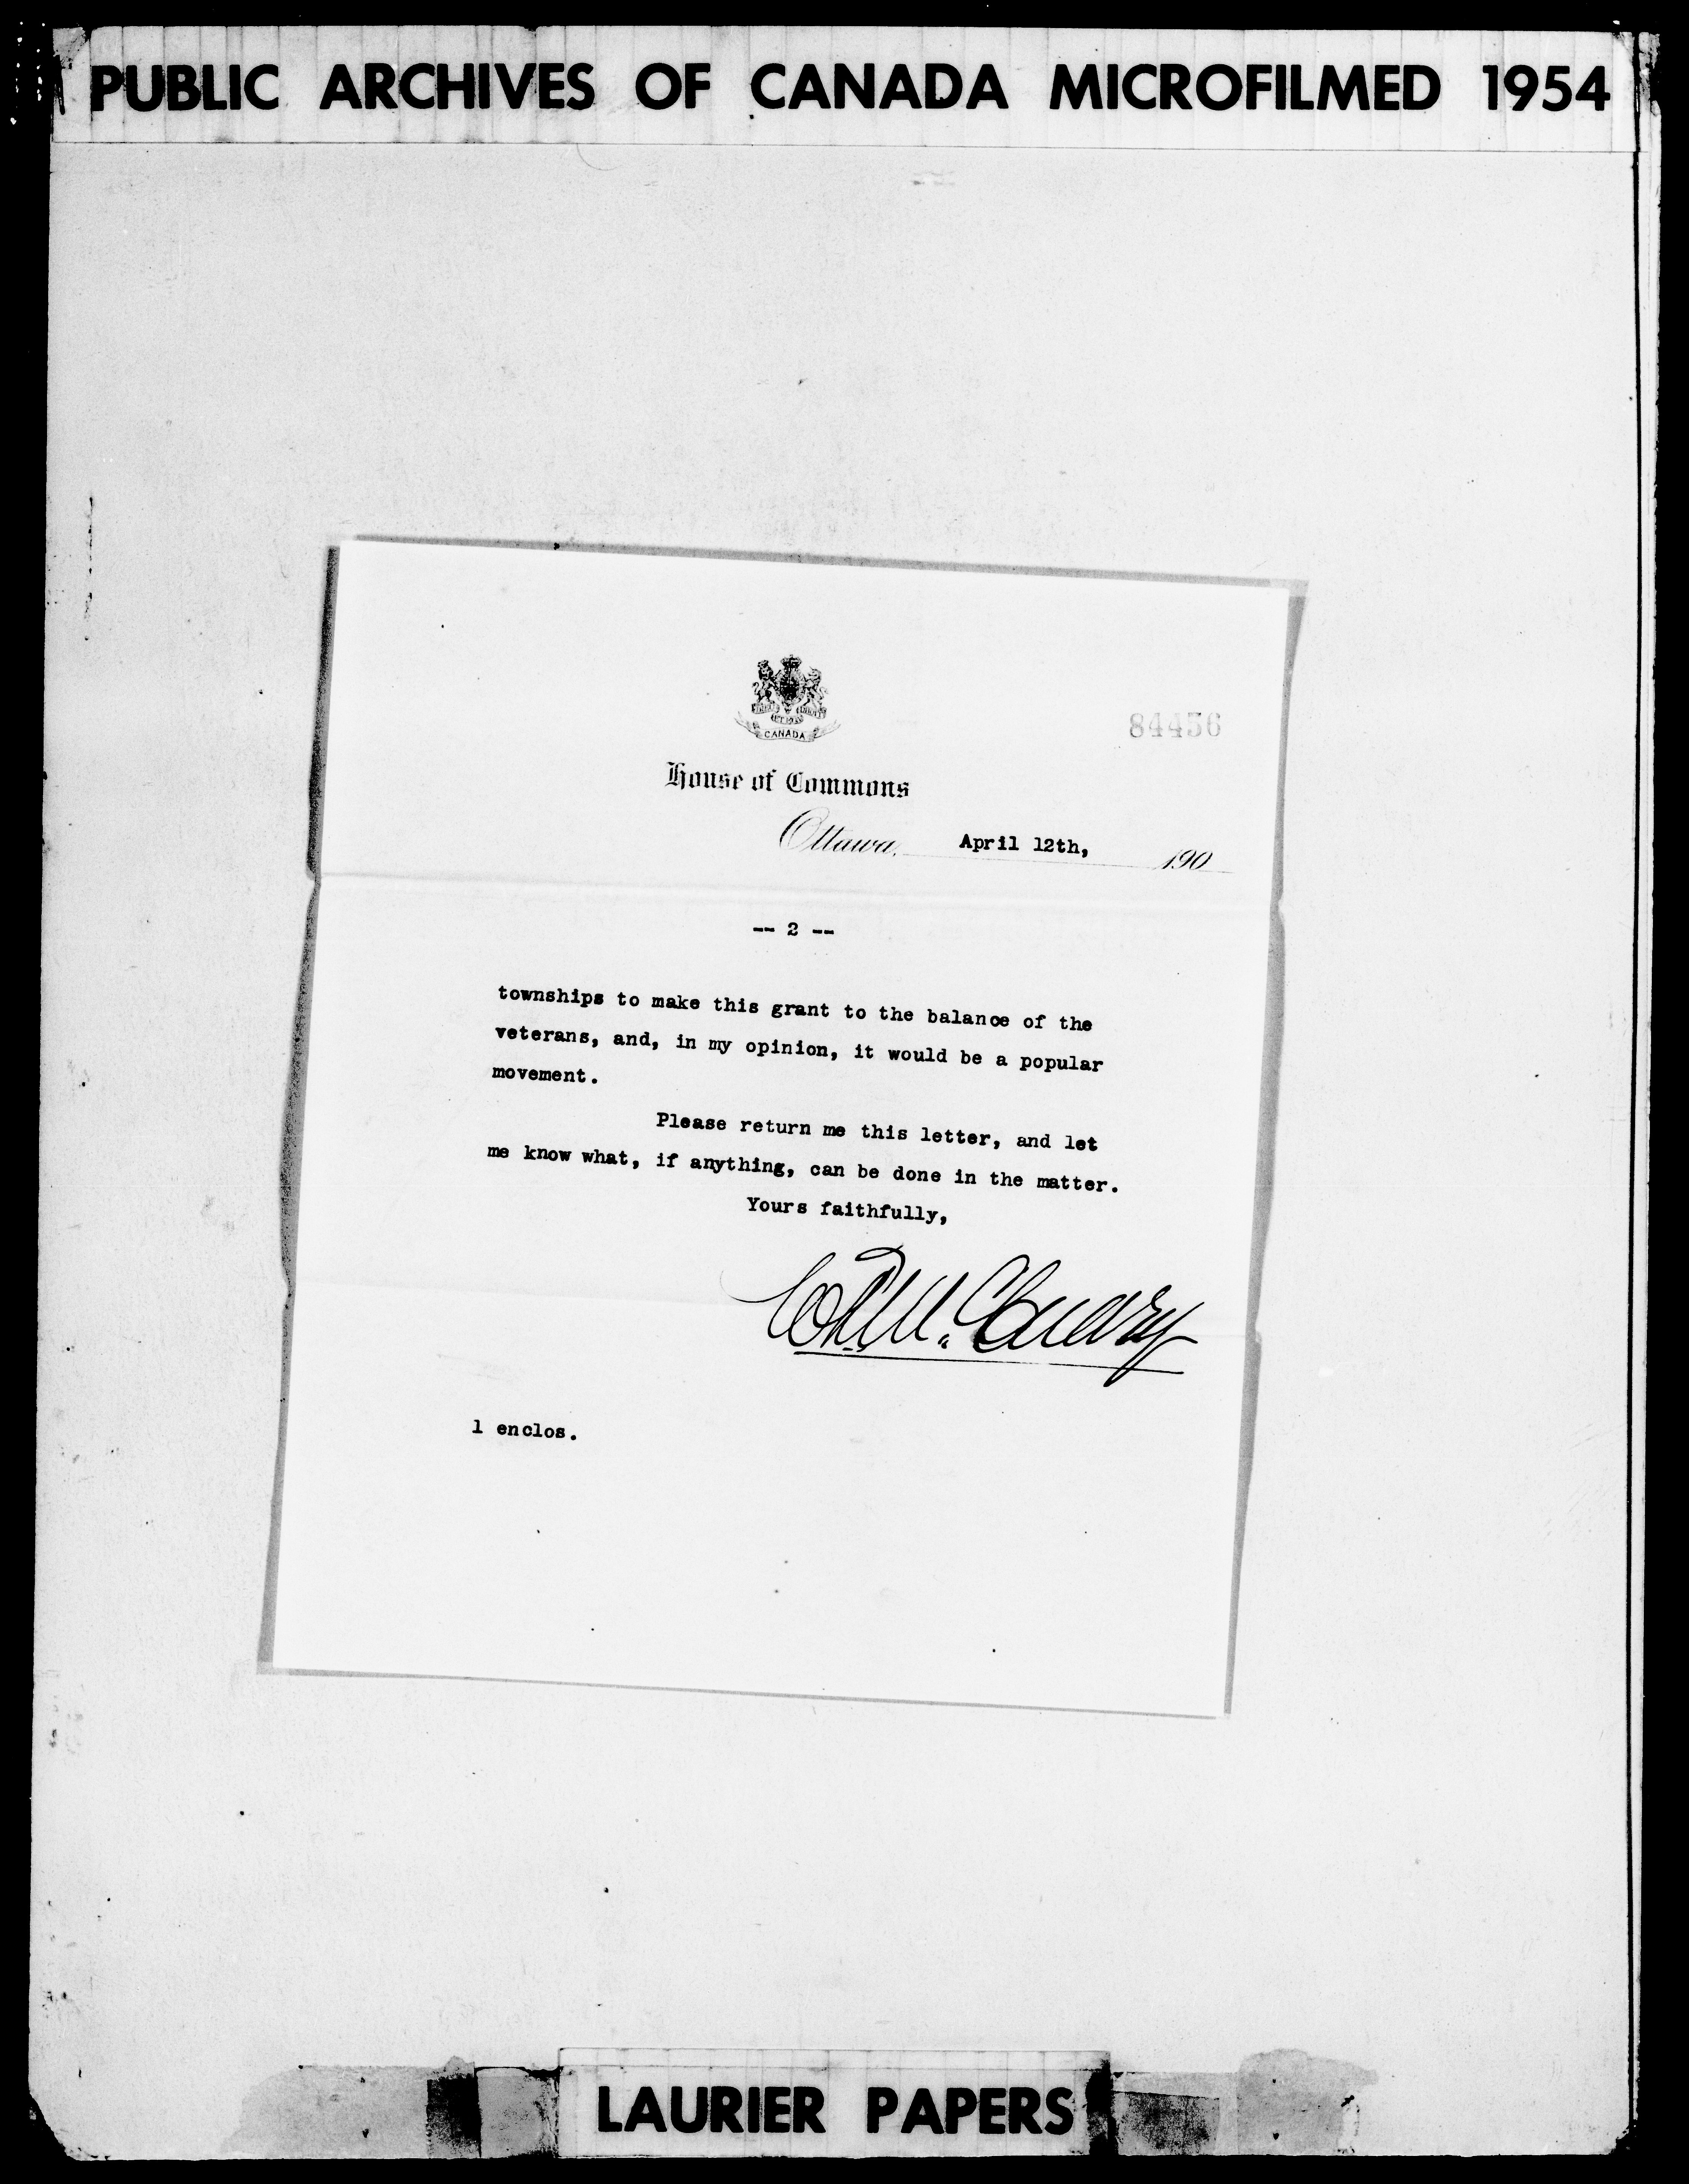 PUBLIC ARCHIVES OF CANADA MICROFILMED 1954
CANADA
84456
House of Commons
Ottawa, April 12th, 190
-- 2 --
townships to make this grant to the balance of the
veterans, and, in my opinion, it would be a popular
movement.
Please return me this letter, and let
me know what, if anything, can be done in the matter.
Yours faithfully,
1 enclos.
LAURIER PAPERS